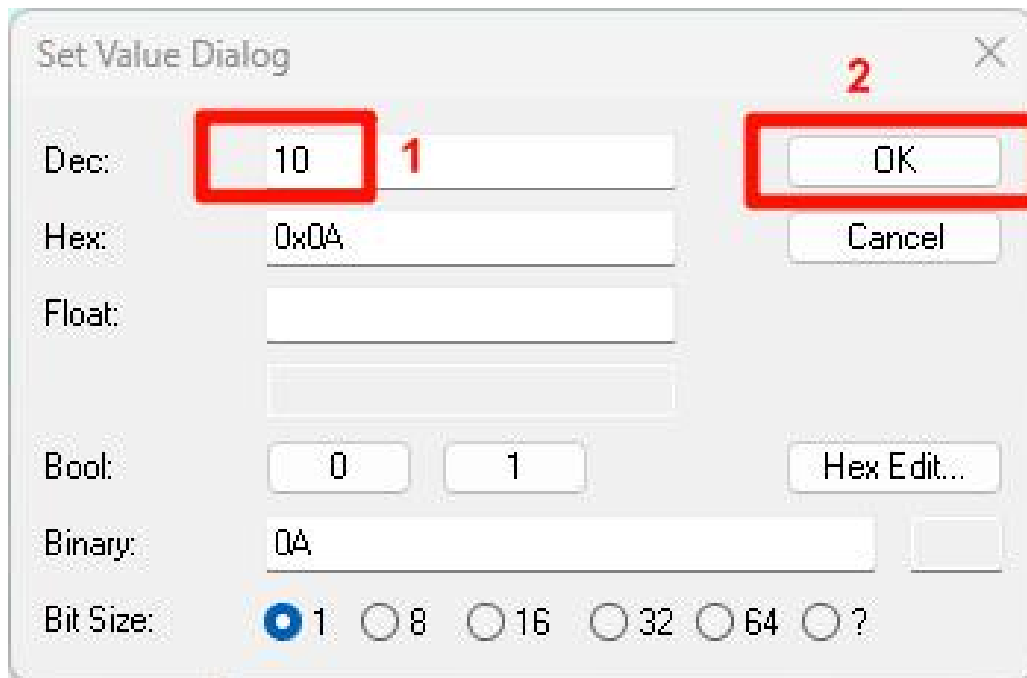 Set Value Dialog
2
Dec: 10 1 OK
Hex: 0x0A Cancel
Float:
Bool: 0 1 Hex Edit...
Binary: 0A
Bit Size: 1 8 16 32 64 ?